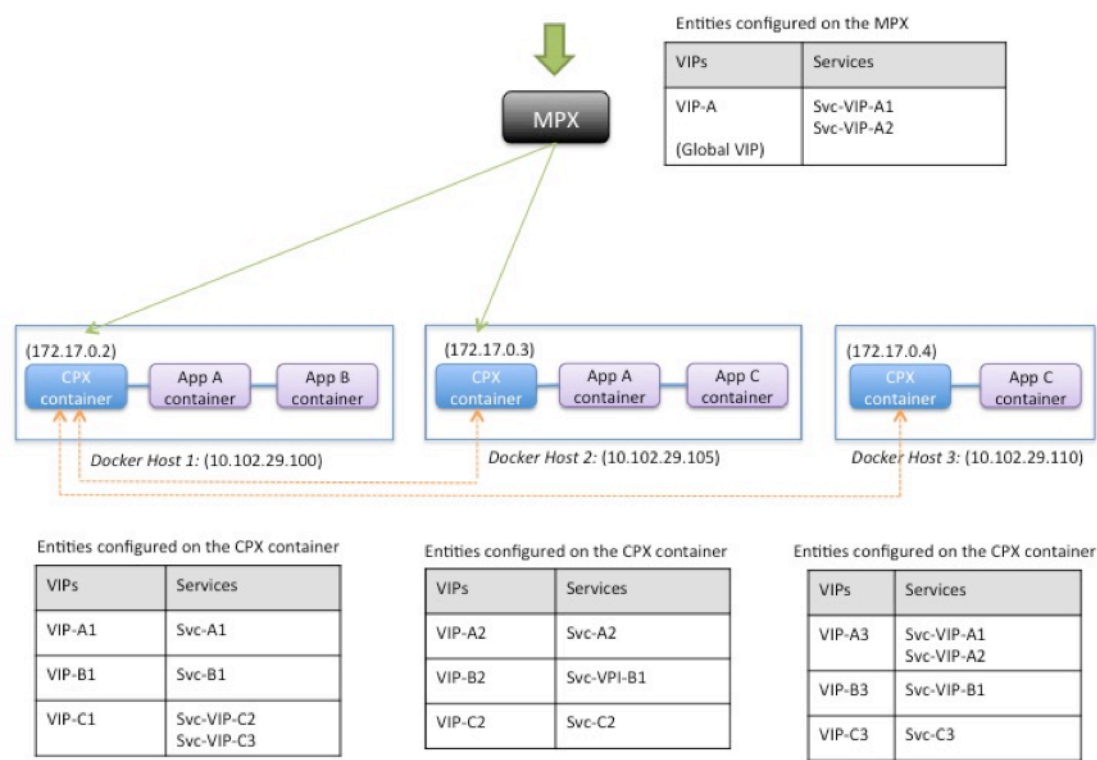 Entities configured on the MPX
VIPs Services
VIP-A Svc-VIP-A1
Svc-VIP-A2
(Global VIP)
MPX
(172.17.0.2)
CPX
container
App A
container
App B
container
Docker Host 1: (10.102.29.100)
(172.17.0.3)
CPX
container
App A
container
App C
container
Docker Host 2: (10.102.29.105)
(172.17.0.4)
CPX
container
App C
container
Docker Host 3: (10.102.29.110)
Entities configured on the CPX container
VIPs Services
VIP-A1 Svc-A1
VIP-B1 Svc-B1
VIP-C1 Svc-VIP-C2
Svc-VIP-C3
Entities configured on the CPX container
VIPs Services
VIP-A2 Svc-A2
VIP-B2 Svc-VPI-B1
VIP-C2 Svc-C2
Entities configured on the CPX container
VIPs Services
VIP-A3 Svc-VIP-A1
Svc-VIP-A2
VIP-B3 Svc-VIP-B1
VIP-C3 Svc-C3